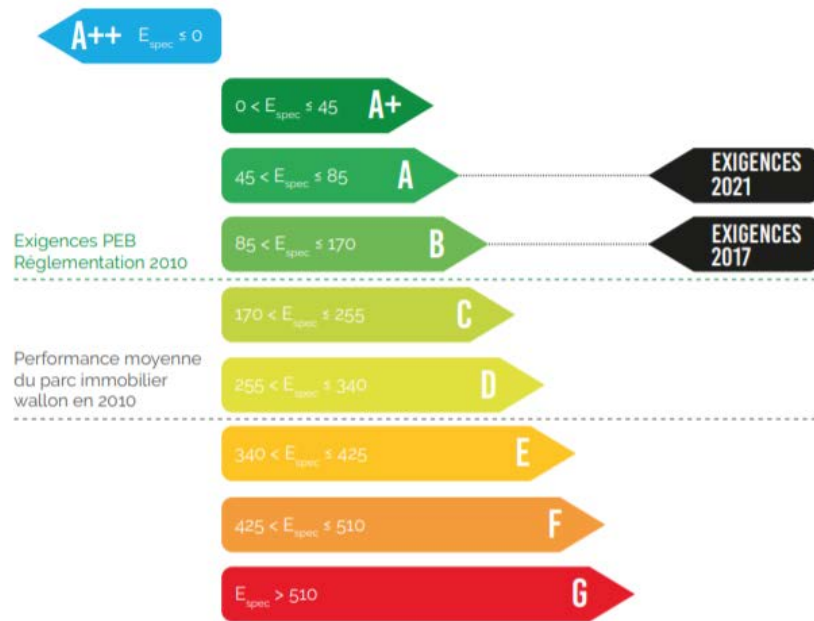 A++ Espec ≤ 0
0 < Espec ≤ 45 A+
45 < Espec ≤ 85 A
EXIGENCES
2021
85 < Espec ≤ 170 B
EXIGENCES
2017
Exigences PEB
Réglementation 2010
170 < Espec ≤ 255 C
Performance moyenne
du parc immobilier
wallon en 2010
255 < Espec ≤ 340 D
340 < Espec ≤ 425 E
425 < Espec ≤ 510 F
Espec > 510 G